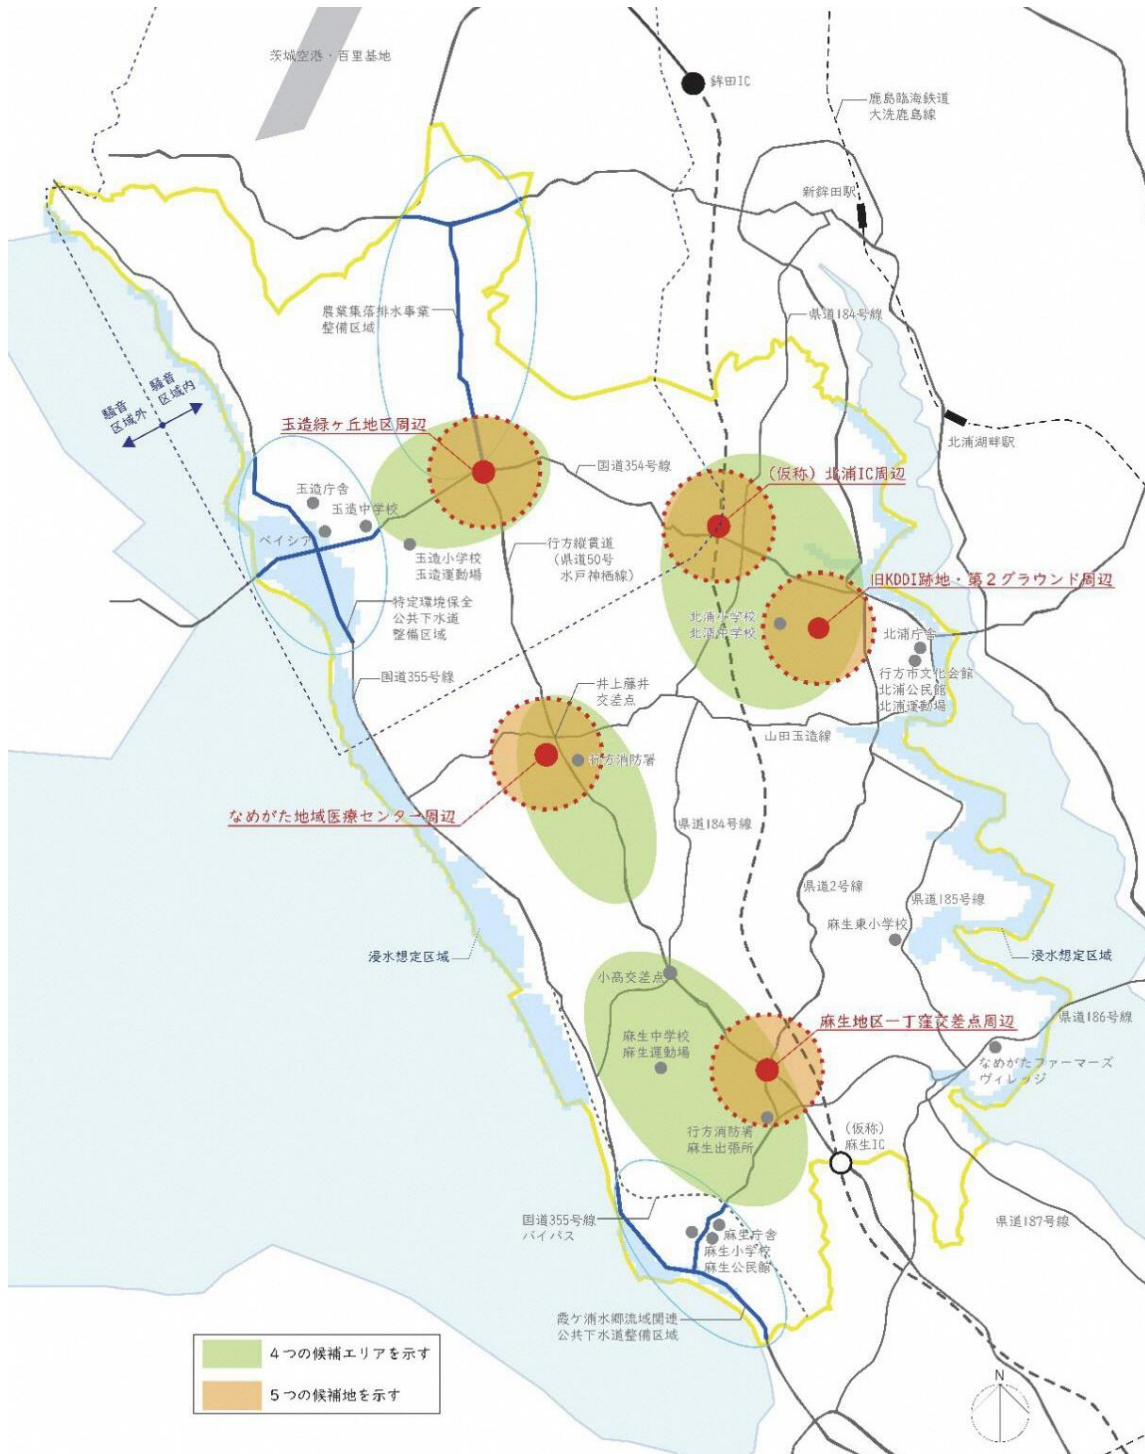 茨城空港・百里基地
鉾田IC
鹿島臨海鉄道
大洗鹿島線
新鉾田駅
農業集落排水事業
整備区域
県道184号線
騒音
区域外
騒音
区域内
玉造緑ヶ丘地区周辺
北浦湖畔駅
国道354号線
（仮称）北浦IC周辺
玉造庁舎
玉造中学校
ベイシア
玉造小学校
玉造運動場
行方縦貫道
（県道50号
水戸神栖線）
旧KDDI跡地・第２グラウンド周辺
特定環境保全
公共下水道
整備区域
北浦小学校
北浦中学校
北浦庁舎
行方市文化会館
北浦公民館
北浦運動場
国道355号線
井上藤井
交差点
山田玉造線
行方消防署
なめがた地域医療センター周辺
県道184号線
県道2号線
県道185号線
麻生東小学校
浸水想定区域
浸水想定区域
小高交差点
麻生地区一丁窪交差点周辺
県道186号線
麻生中学校
麻生運動場
なめがたファーマーズ
ヴィレッジ
行方消防署
麻生出張所
（仮称）
麻生IC
国道355号線
バイパス
県道187号線
麻生庁舎
麻生小学校
麻生公民館
霞ケ浦水郷流域関連
公共下水道整備区域
４つの候補エリアを示す
５つの候補地を示す
N